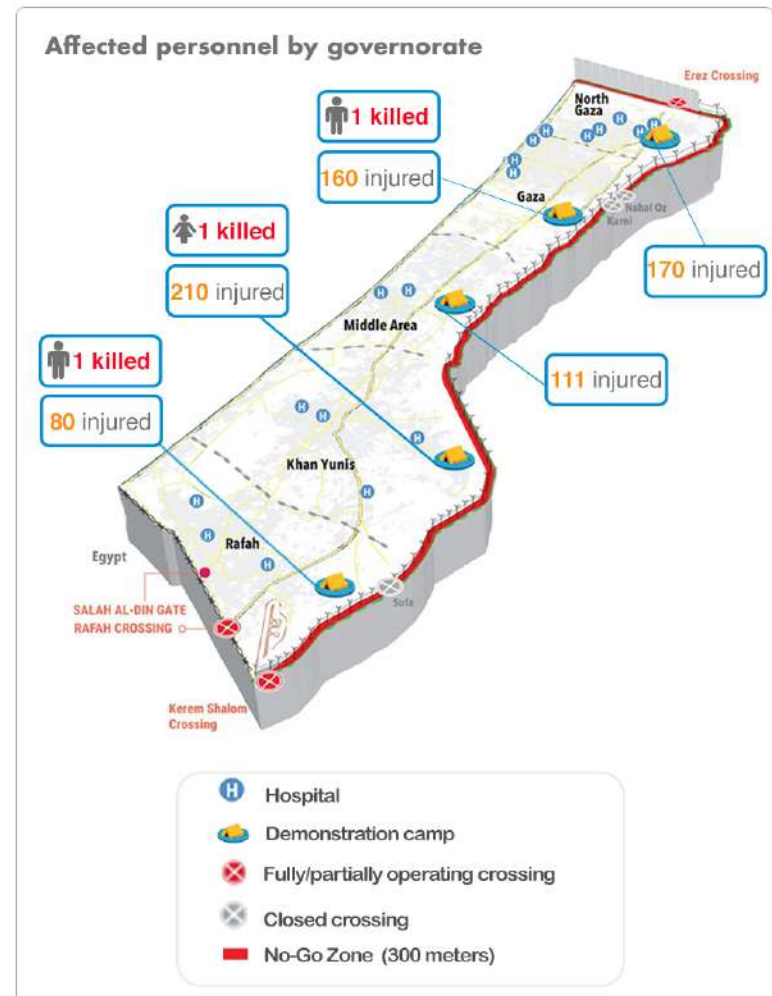 Affected personnel by governorate
Erez Crossing
North
Gaza
1 killed
160 injured
Gaza
Nahal Oz
Karni
1 killed
170 injured
210 injured
Middle Area
1 killed
111 injured
80 injured
Khan Yunis
Rafah
Egypt
Sufa
SALAH AL-DIN GATE
RAFAH CROSSING
Kerem Shalom
Crossing
H Hospital
Demonstration camp
Fully/partially operating crossing
Closed crossing
No-Go Zone (300 meters)